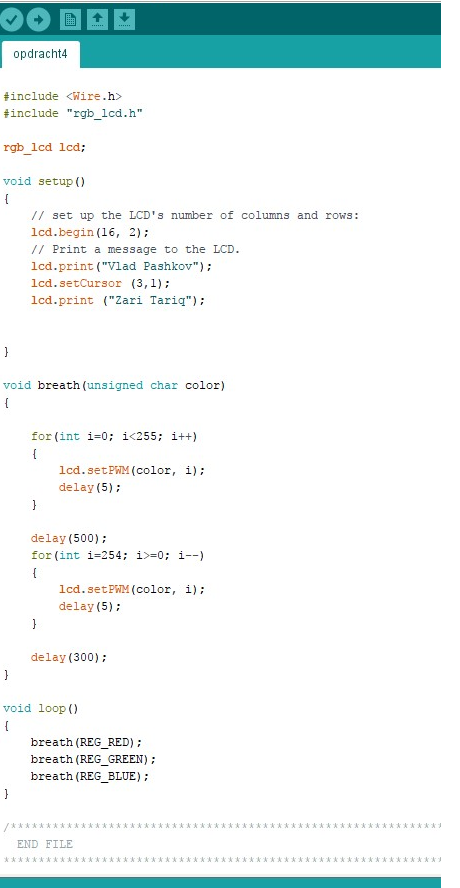 opdracht4
#include <Wire.h>
#include "rgb_lcd.h"
rgb_lcd lcd;
void setup()
{
    // set up the LCD's number of columns and rows:
    lcd.begin(16, 2);
    // Print a message to the LCD.
    lcd.print("Vlad Pashkov");
    lcd.setCursor (3,1);
    lcd.print ("Zari Tariq");
}
void breath(unsigned char color)
{
    for(int i=0; i<255; i++)
    {
        lcd.setPWM(color, i);
        delay(5);
    }
    delay(500);
    for(int i=254; i>=0; i--)
    {
        lcd.setPWM(color, i);
        delay(5);
    }
    delay(300);
}
void loop()
{
    breath(REG_RED);
    breath(REG_GREEN);
    breath(REG_BLUE);
}
/***************************************************************
  END FILE
***************************************************************